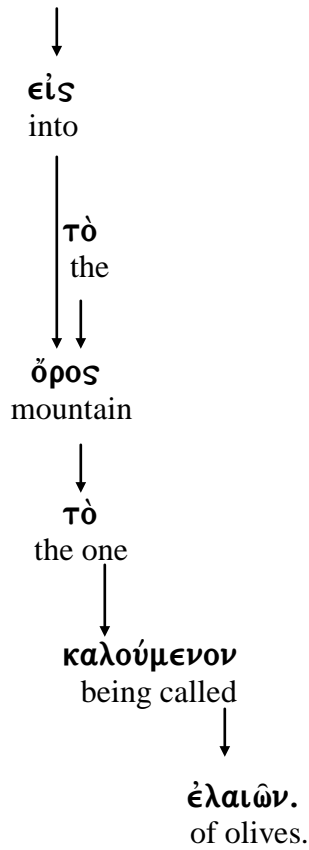 εἰς
into
τὸ
the
ὄρος
mountain
τὸ
the one
καλούμενον
being called
ἐλαιῶν.
of olives.